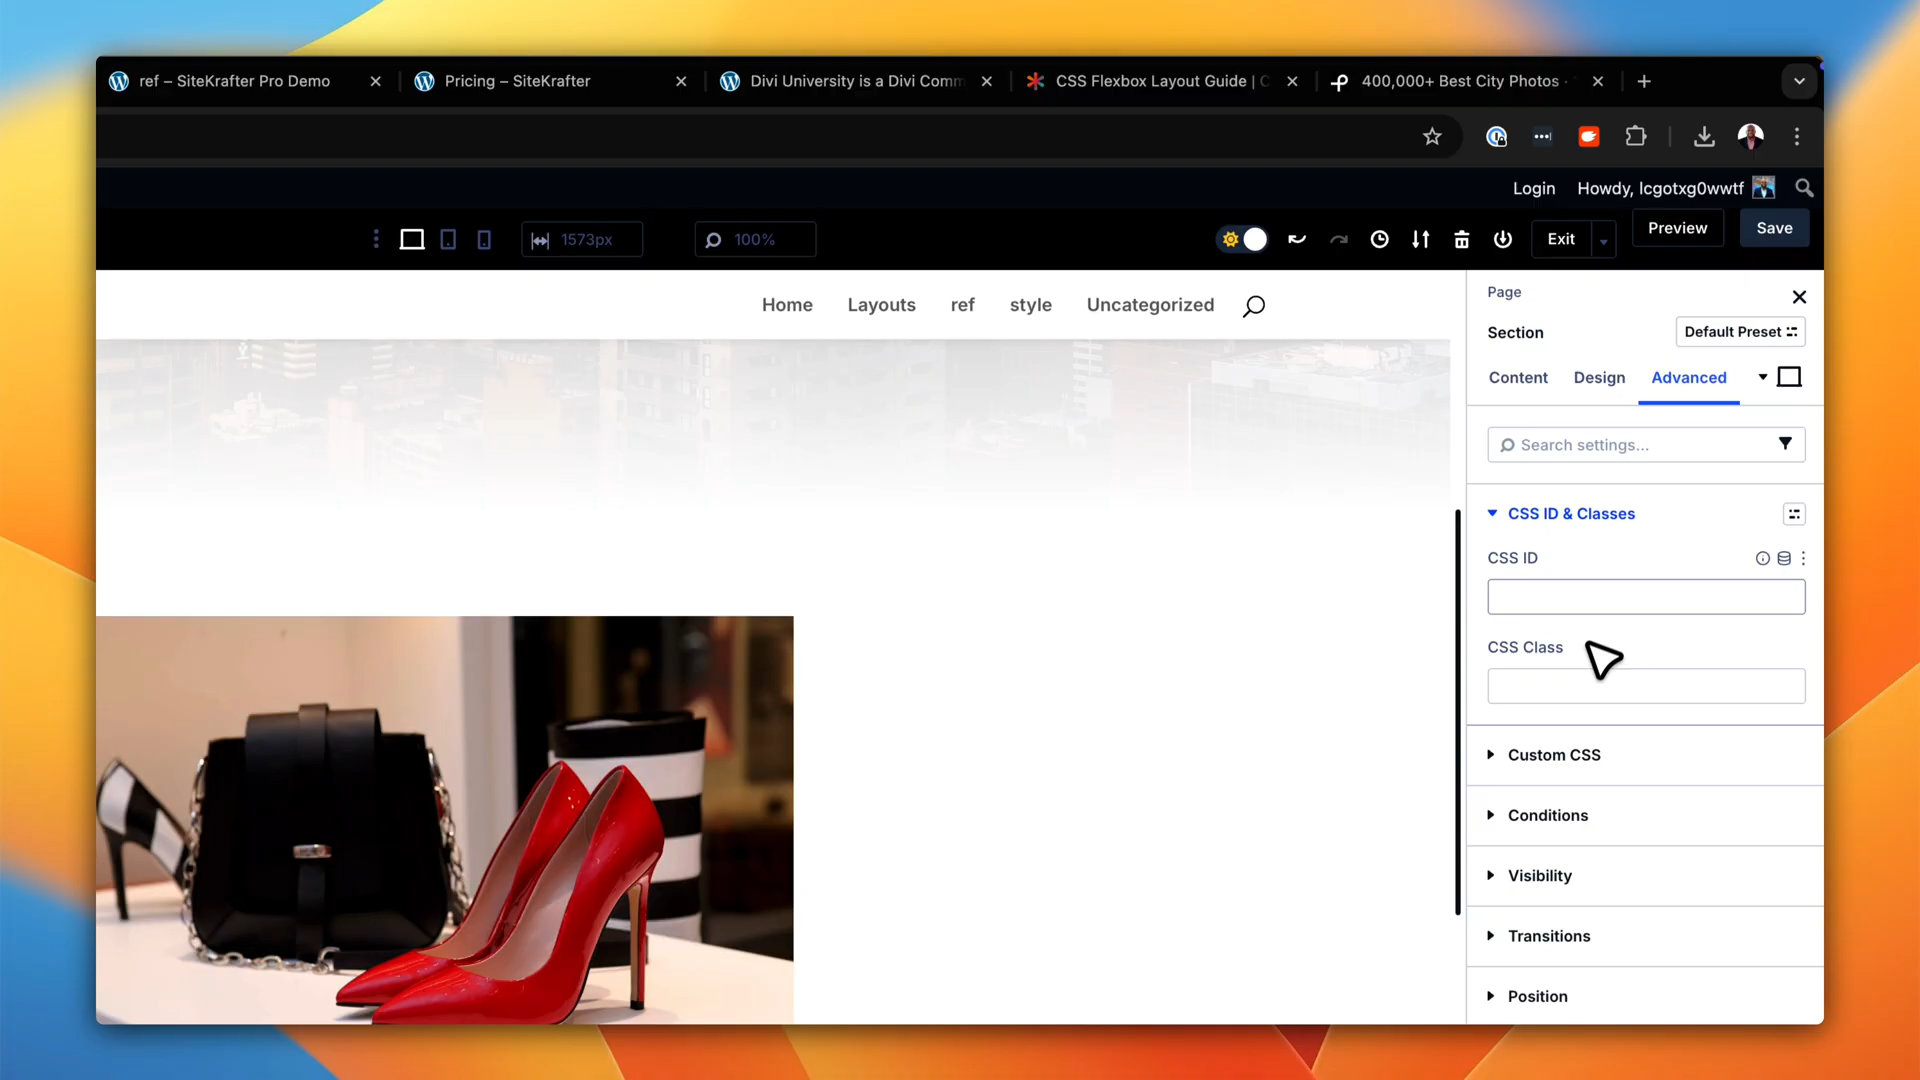 ref – SiteKrafter Pro Demo
Pricing – SiteKrafter
Divi University is a Divi Comm
CSS Flexbox Layout Guide | C
400,000+ Best City Photos ·
Login
Howdy, lcgotxg0wwtf
1573px
100%
Exit
Preview
Save
Home
Layouts
ref
style
Uncategorized
Page
Section
Default Preset
Content
Design
Advanced
Search settings...
CSS ID & Classes
CSS ID
CSS Class
Custom CSS
Conditions
Visibility
Transitions
Position